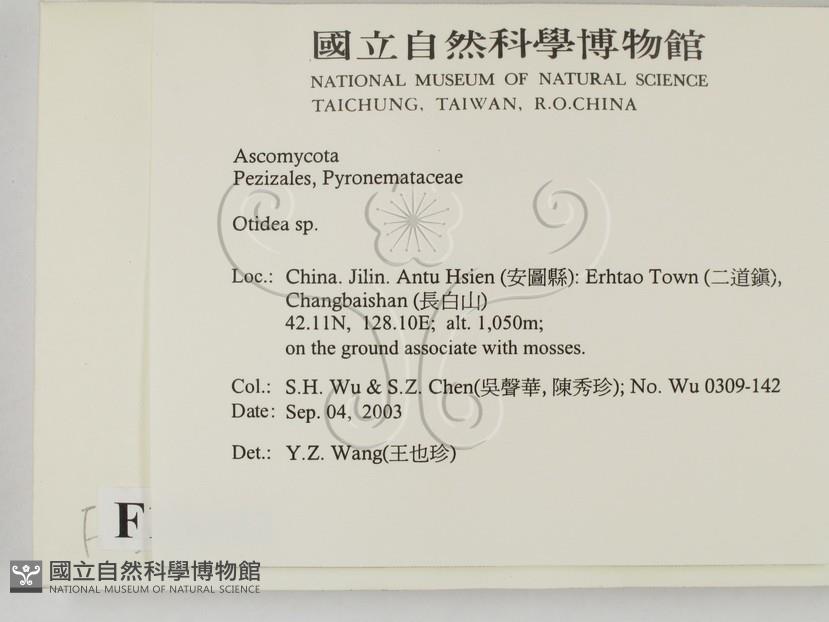 國立自然科學博物館
NATIONAL MUSEUM OF NATURAL SCIENCE
TAICHUNG, TAIWAN, R.O.CHINA
Ascomycota
Pezizales, Pyronemataceae
Otidea sp.
Loc.: China. Jilin. Antu Hsien (安圖縣): Erhtao Town (二道鎮),
Changbaishan (長白山)
42.11N, 128.10E; alt. 1,050m;
on the ground associate with mosses.
Col.: S.H. Wu & S.Z. Chen(吳聲華, 陳秀珍); No. Wu 0309-142
Date: Sep. 04, 2003
Det.: Y.Z. Wang(王也珍)
F
國立自然科學博物館
NATIONAL MUSEUM OF NATURAL SCIENCE